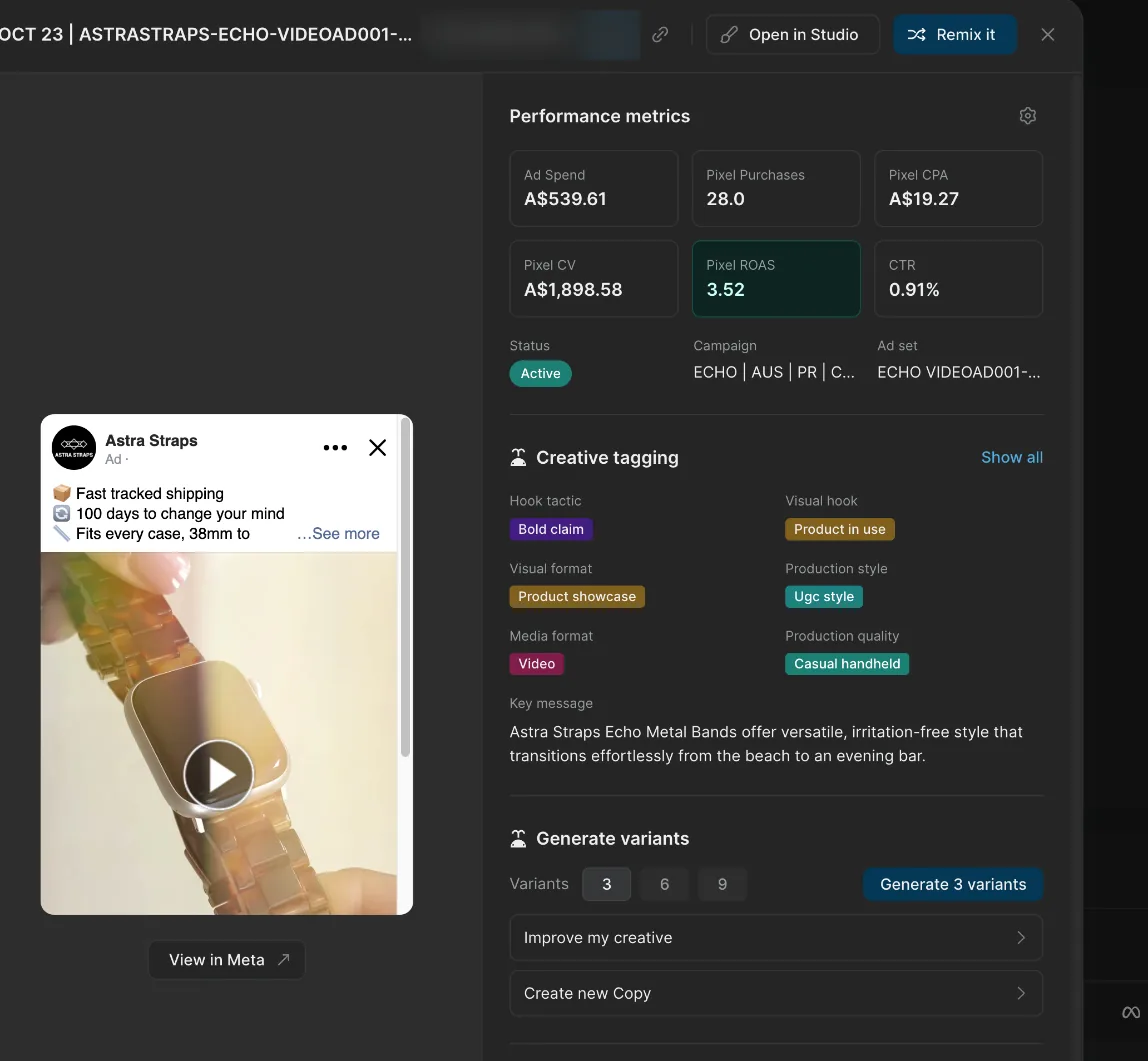 OCT 23 | ASTRASTRAPS-ECHO-VIDEOAD001-...
Open in Studio
Remix it
Performance metrics
Ad Spend
A$539.61
Pixel Purchases
28.0
Pixel CPA
A$19.27
Pixel CV
A$1,898.58
Pixel ROAS
3.52
CTR
0.91%
Status
Active
Campaign
ECHO | AUS | PR | C...
Ad set
ECHO VIDEOAD001-...
ASTRA STRAPS
Astra Straps
Ad ·
📦 Fast tracked shipping
🔄 100 days to change your mind
📏 Fits every case, 38mm to ...See more
View in Meta
Creative tagging
Show all
Hook tactic
Bold claim
Visual hook
Product in use
Visual format
Product showcase
Production style
Ugc style
Media format
Video
Production quality
Casual handheld
Key message
Astra Straps Echo Metal Bands offer versatile, irritation-free style that
transitions effortlessly from the beach to an evening bar.
Generate variants
Variants
3
6
9
Generate 3 variants
Improve my creative
Create new Copy